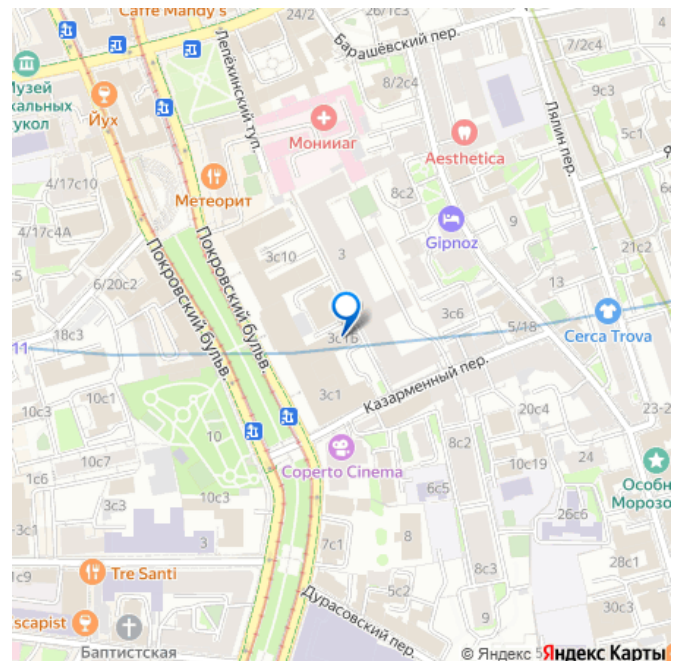 Caffe Mandy's
24/2
26/1с3
Барашёвский пер.
7/2с4
Лепёхинский туп.
8/2с4
9с3
Музей
Йух
Мониаг
Aesthetica
5с1
Лялин пер.
Метеорит
8с2
4/17с10
4/17с4А
Gipnoz
9
21с2
3
3с10
Покровский бульв.
Покровский бульв.
6/20с2
13
3с6
5/18
Cerca Trova
18с3
11
Казарменный пер.
3с1
10с3
10с1
20с4
23-2
10
8с2
Coperto Cinema
10с7
10с19
24
1с6
10с3
6с5
Особн
Морозо
3с3
26с6
3с1
3
7с1
8
28с1
1с9
Tre Santi
8с3
5с2
30с3
Дурасовский пер.
9
scapist
Баптистская
© Яндекс
Яндекс Карты